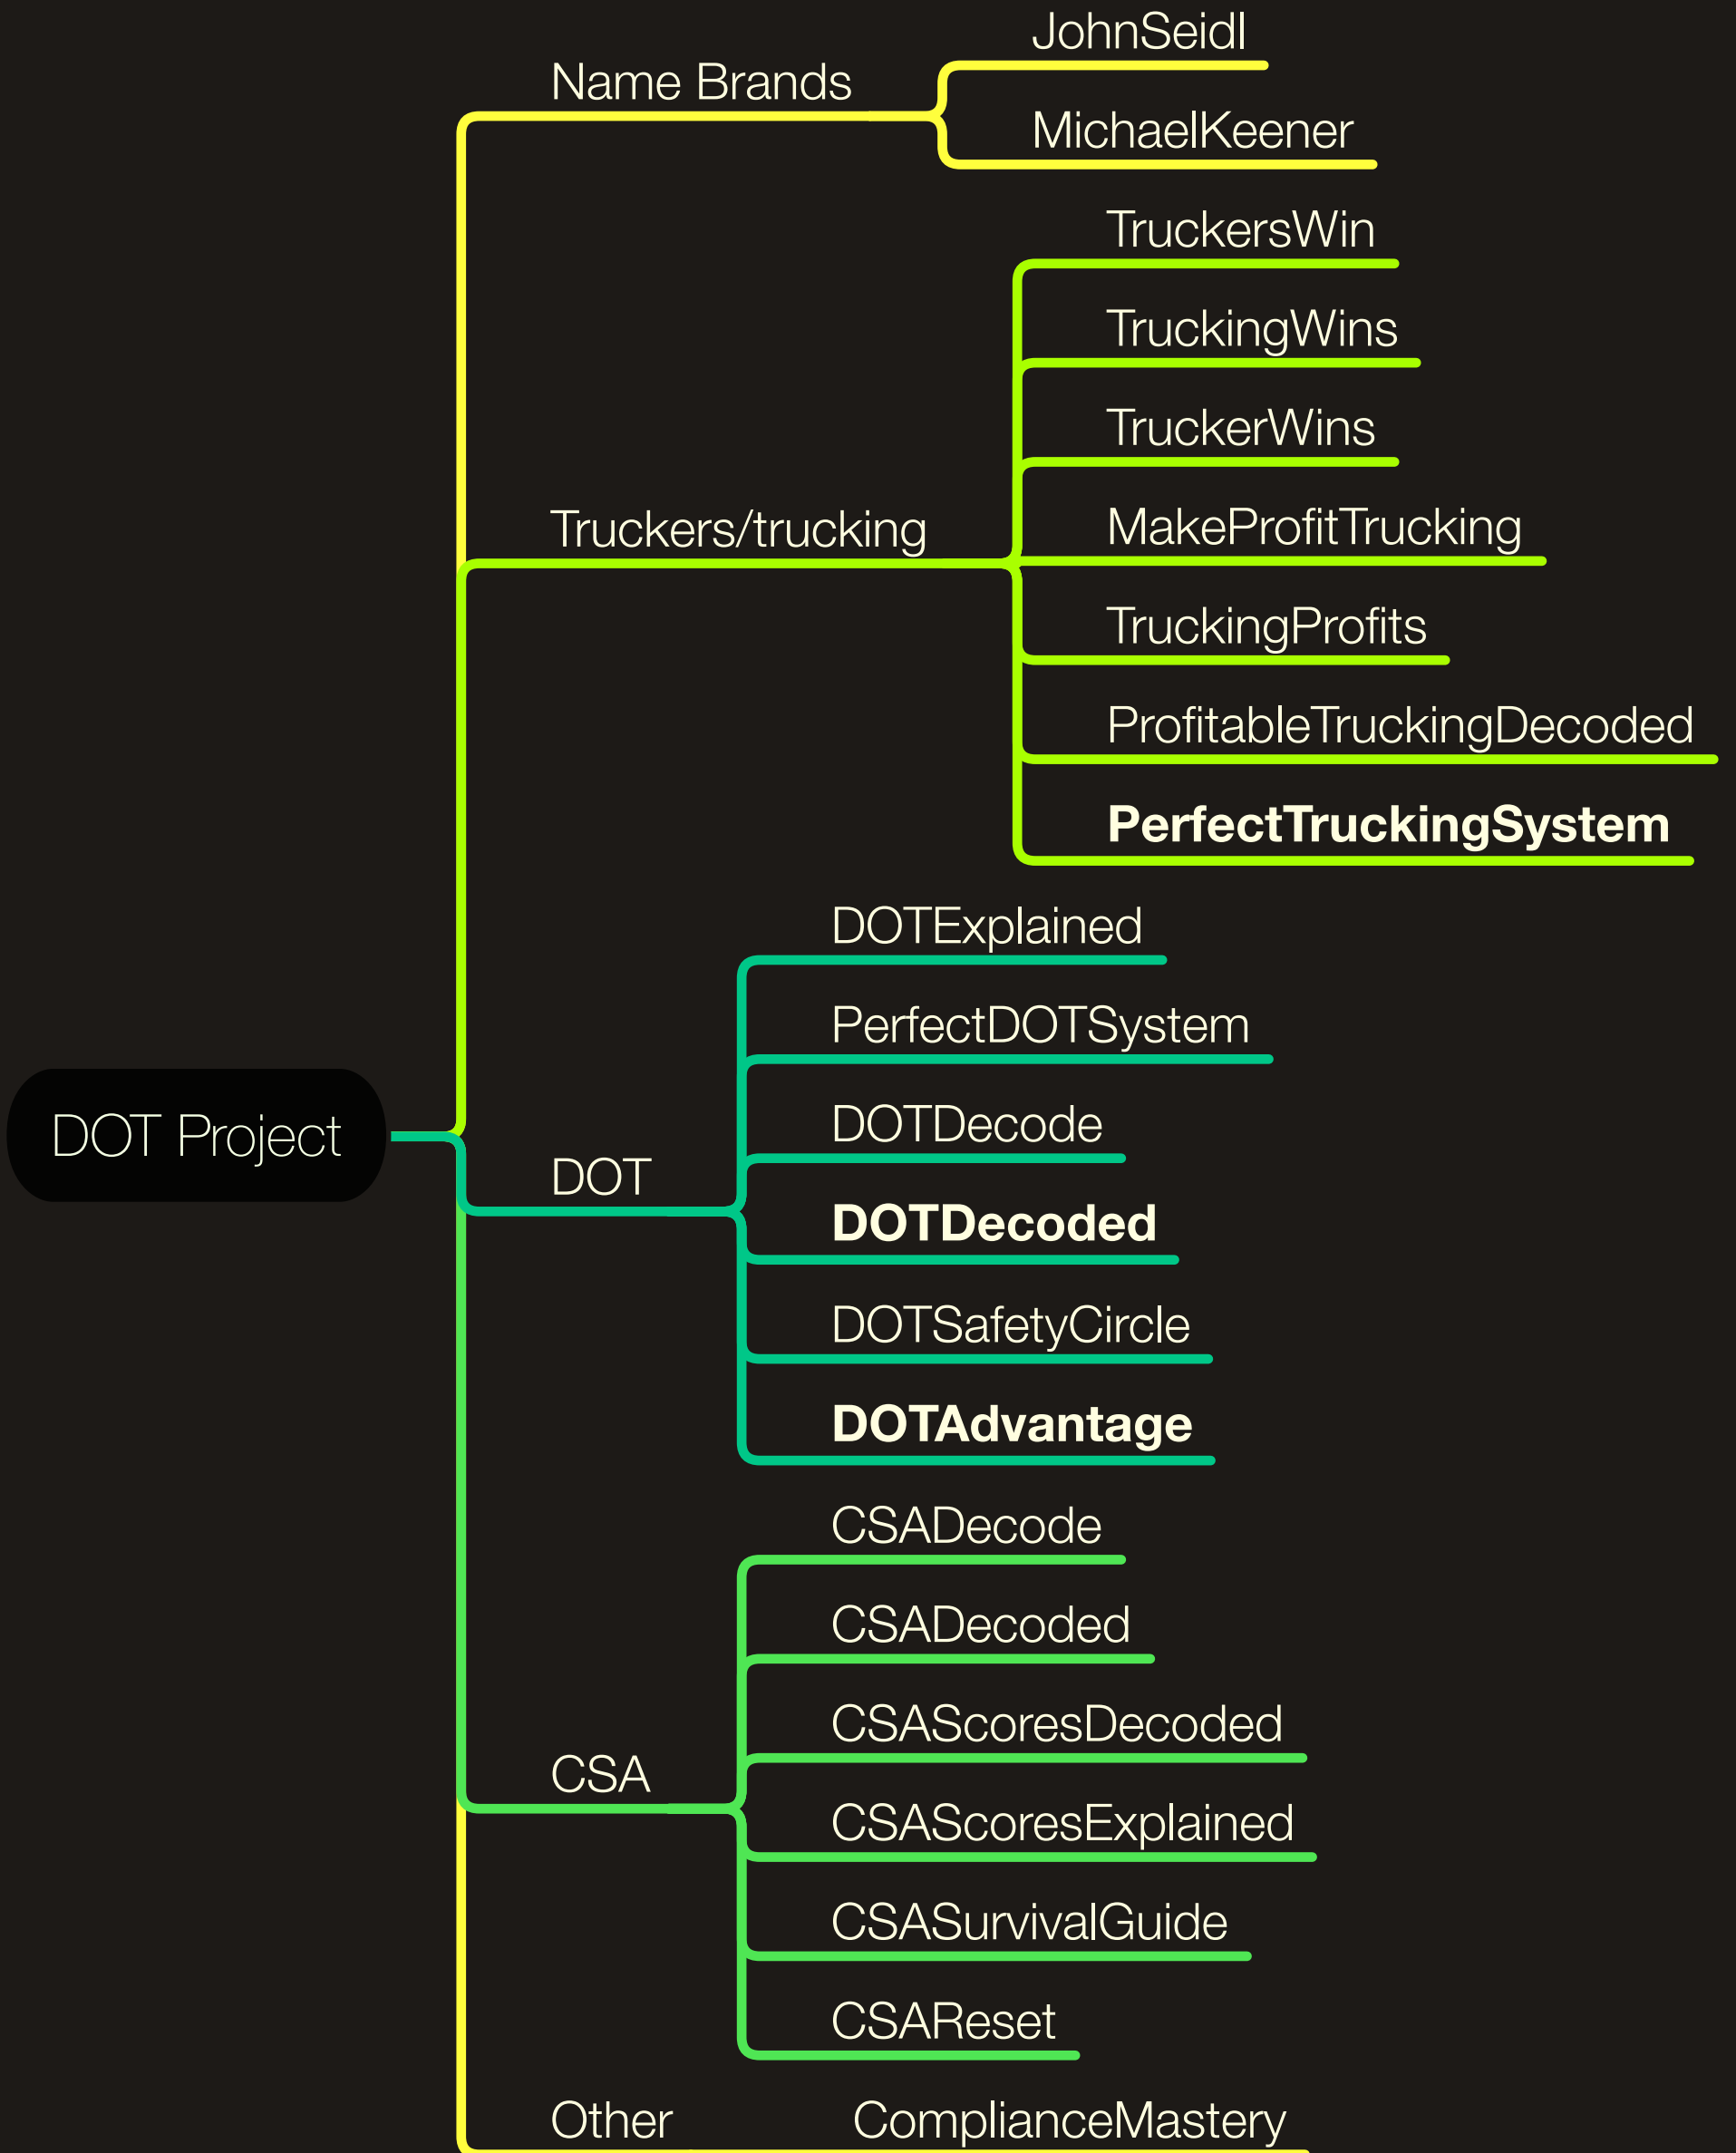 DOT Project
Name Brands
JohnSeidl
MichaelKeener
Truckers/trucking
TruckersWin
TruckingWins
TruckerWins
MakeProfitTrucking
TruckingProfits
ProfitableTruckingDecoded
PerfectTruckingSystem
DOT
DOTExplained
PerfectDOTSystem
DOTDecode
DOTDecoded
DOTSafetyCircle
DOTAdvantage
CSA
CSADecode
CSADecoded
CSAScoresDecoded
CSAScoresExplained
CSASurvivalGuide
CSAReset
Other
ComplianceMastery